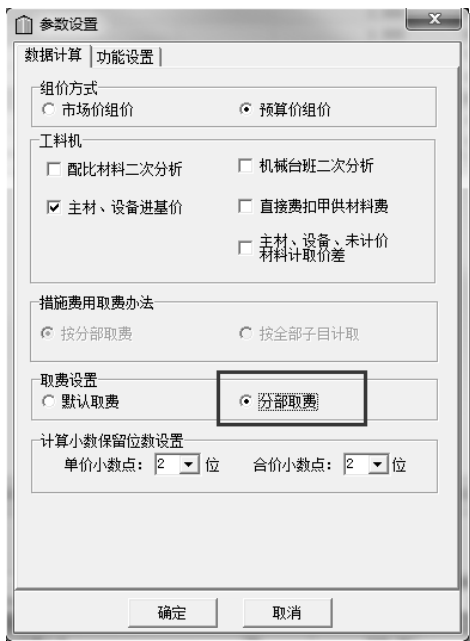 参数设置
x
数据计算 功能设置
组价方式
市场价组价 预算价组价
工料机
配比材料二次分析 机械台班二次分析
主材、设备进基价 直接费扣甲供材料费
主材、设备、未计价
材料计取价差
措施费用取费办法
按分部取费 按全部子目计取
取费设置
默认取费 分部取费
计算小数保留位数设置
单价小数点: 2 位 合价小数点: 2 位
确定 取消